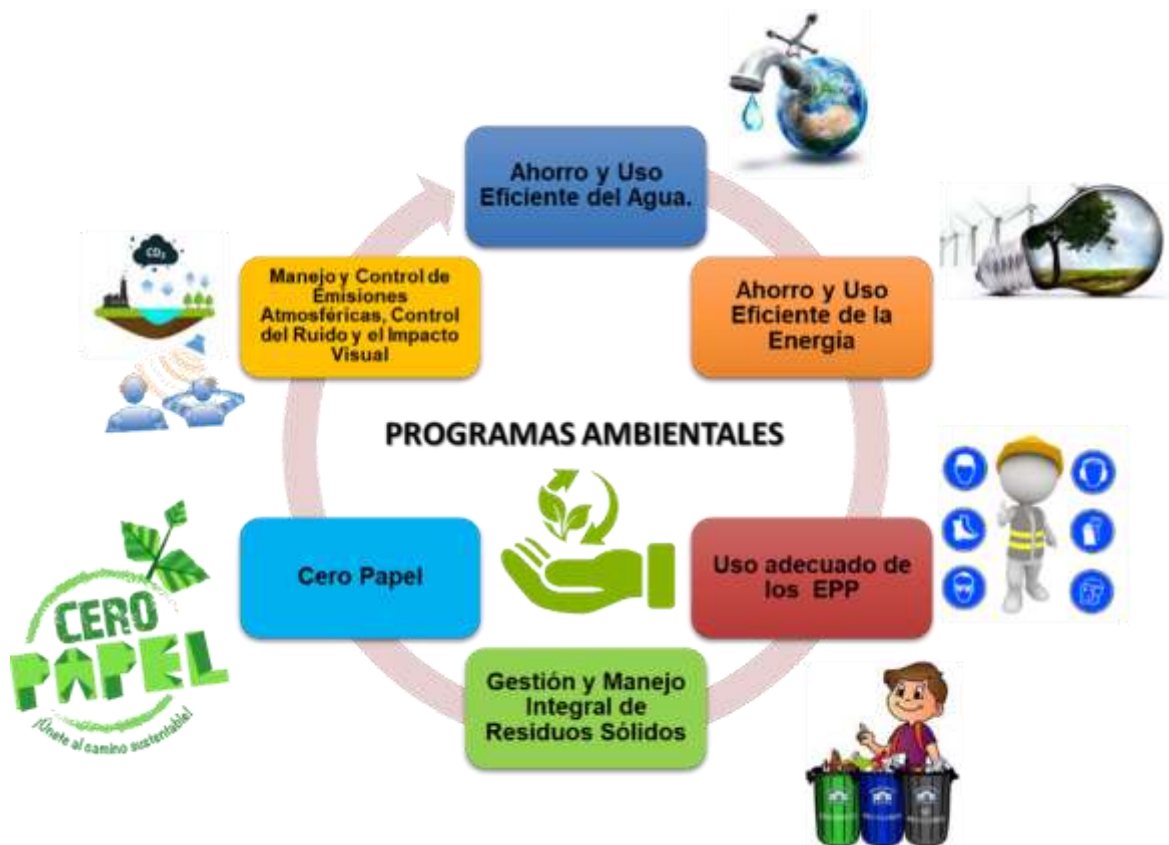 Ahorro y Uso
Eficiente del Agua.
Ahorro y Uso
Eficiente de la
Energía
Uso adecuado de
los EPP
Gestión y Manejo
Integral de
Residuos Sólidos
Cero Papel
Manejo y Control de
Emisiones
Atmosféricas, Control
del Ruido y el Impacto
Visual
PROGRAMAS AMBIENTALES
CO₂
CERO
PAPEL
¡Únete al camino sustentable!